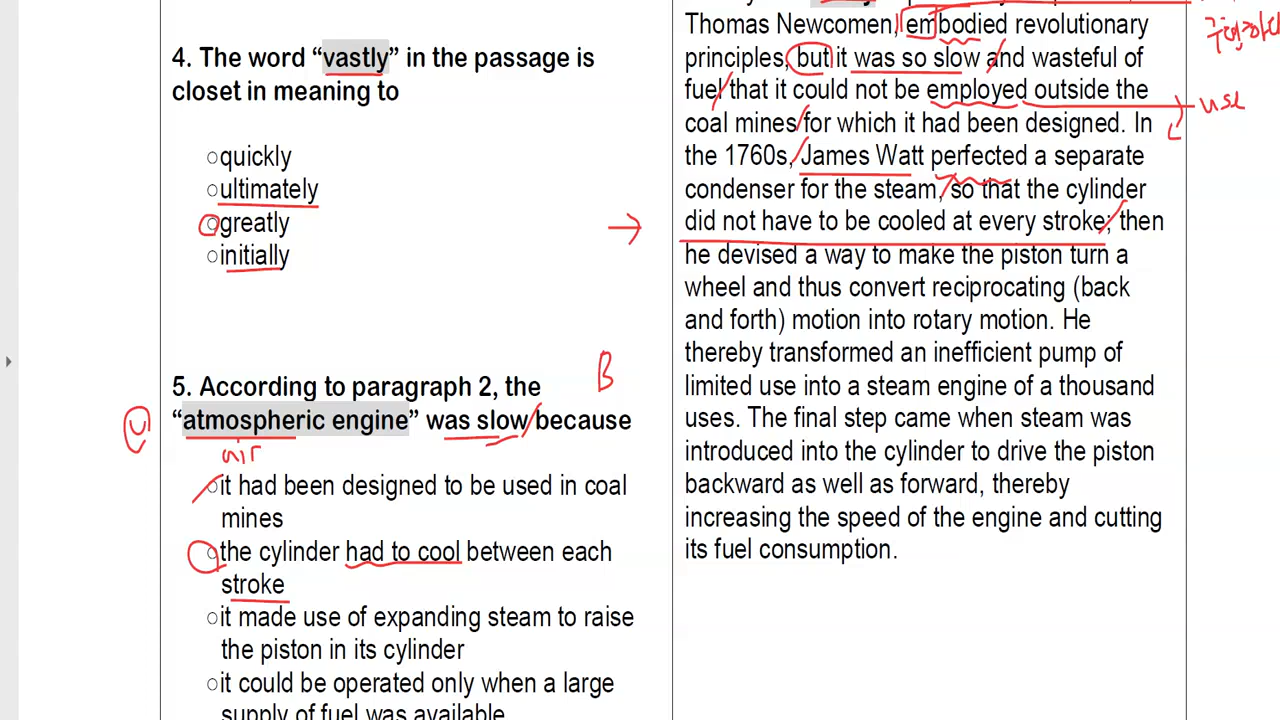 4. The word “vastly” in the passage is
closet in meaning to
○quickly
○ultimately
○greatly
○initially
5. According to paragraph 2, the
“atmospheric engine” was slow because
air
B
○it had been designed to be used in coal
mines
○the cylinder had to cool between each
stroke
○it made use of expanding steam to raise
the piston in its cylinder
○it could be operated only when a large
supply of fuel was available
Thomas Newcomen, embodied revolutionary
principles, but it was so slow and wasteful of
fuel that it could not be employed outside the
coal mines for which it had been designed. In
the 1760s, James Watt perfected a separate
condenser for the steam, so that the cylinder
did not have to be cooled at every stroke; then
he devised a way to make the piston turn a
wheel and thus convert reciprocating (back
and forth) motion into rotary motion. He
thereby transformed an inefficient pump of
limited use into a steam engine of a thousand
uses. The final step came when steam was
introduced into the cylinder to drive the piston
backward as well as forward, thereby
increasing the speed of the engine and cutting
its fuel consumption.
use